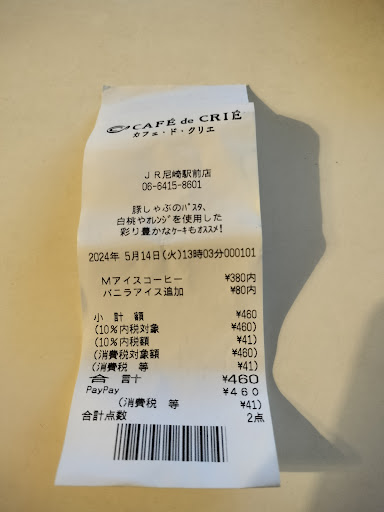 CAFÉ de CRIÉ
カフェ・ド・クリエ
ＪＲ尼崎駅前店
06-6415-8601
豚しゃぶのﾊﾟｽﾀ、
白桃やｵﾚﾝｼﾞを使用した
彩り豊かなｹｰｷもｵｽｽﾒ!
2024年 5月14日(火)13時03分000101
Ｍアイスコーヒー ¥380内
バニラアイス追加 ¥80内
小 計 額 ¥460
(10%内税対象 ¥460)
(10%内税額 ¥41)
(消費税対象額 ¥460)
(消費税 等 ¥41)
合 計 ¥460
PayPay ¥460
(消費税 等 ¥41)
合計点数 2点